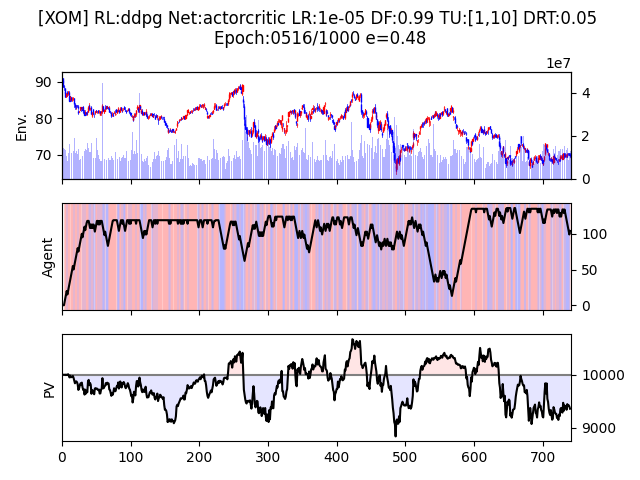 [XOM] RL:ddpg Net:actorcritic LR:1e-05 DF:0.99 TU:[1,10] DRT:0.05
Epoch:0516/1000 e=0.48
1e7
90
80
70
Env.
4
2
0
Agent
100
50
0
PV
10000
9000
0 100 200 300 400 500 600 700